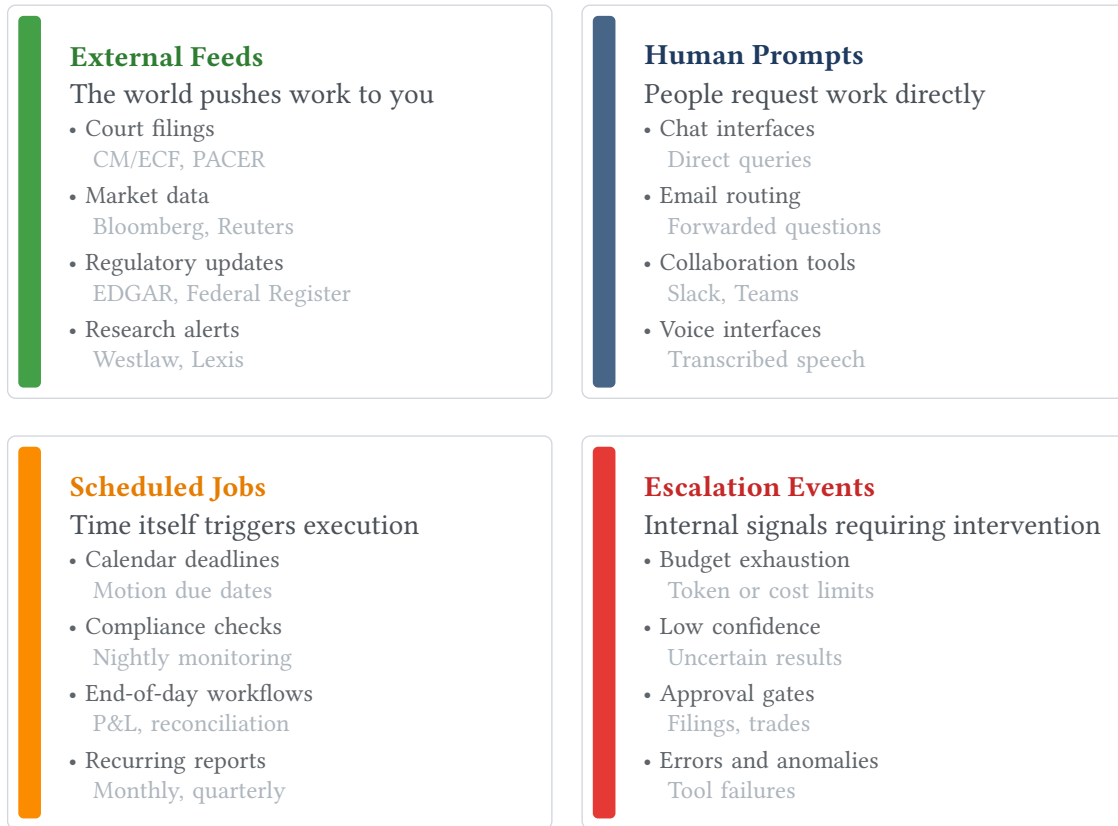 External Feeds
The world pushes work to you
• Court filings
CM/ECF, PACER
• Market data
Bloomberg, Reuters
• Regulatory updates
EDGAR, Federal Register
• Research alerts
Westlaw, Lexis
Human Prompts
People request work directly
• Chat interfaces
Direct queries
• Email routing
Forwarded questions
• Collaboration tools
Slack, Teams
• Voice interfaces
Transcribed speech
Scheduled Jobs
Time itself triggers execution
• Calendar deadlines
Motion due dates
• Compliance checks
Nightly monitoring
• End-of-day workflows
P&L, reconciliation
• Recurring reports
Monthly, quarterly
Escalation Events
Internal signals requiring intervention
• Budget exhaustion
Token or cost limits
• Low confidence
Uncertain results
• Approval gates
Filings, trades
• Errors and anomalies
Tool failures